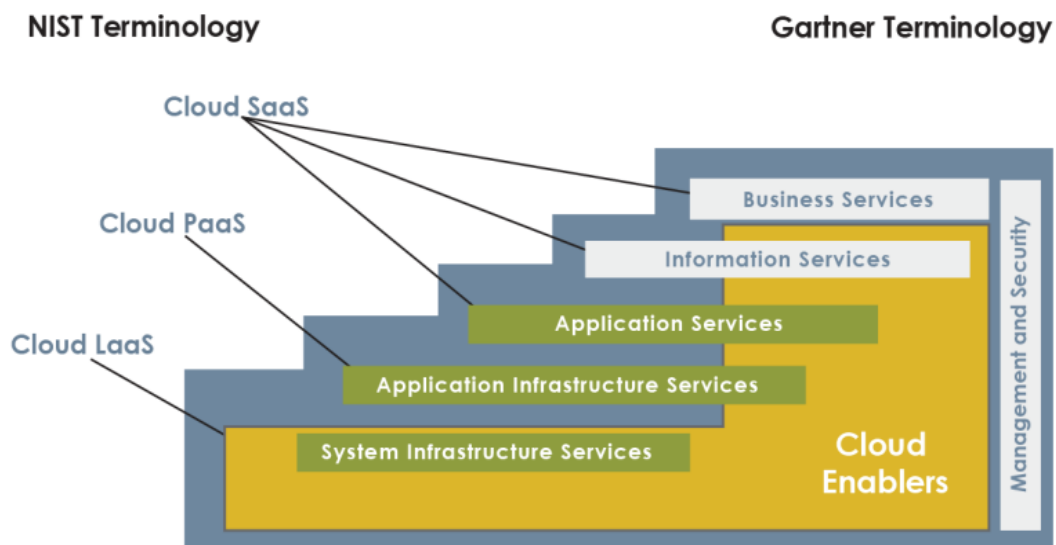 NIST Terminology
Gartner Terminology
Cloud SaaS
Cloud PaaS
Cloud LaaS
Business Services
Information Services
Application Services
Application Infrastructure Services
System Infrastructure Services
Cloud
Enablers
Management and Security